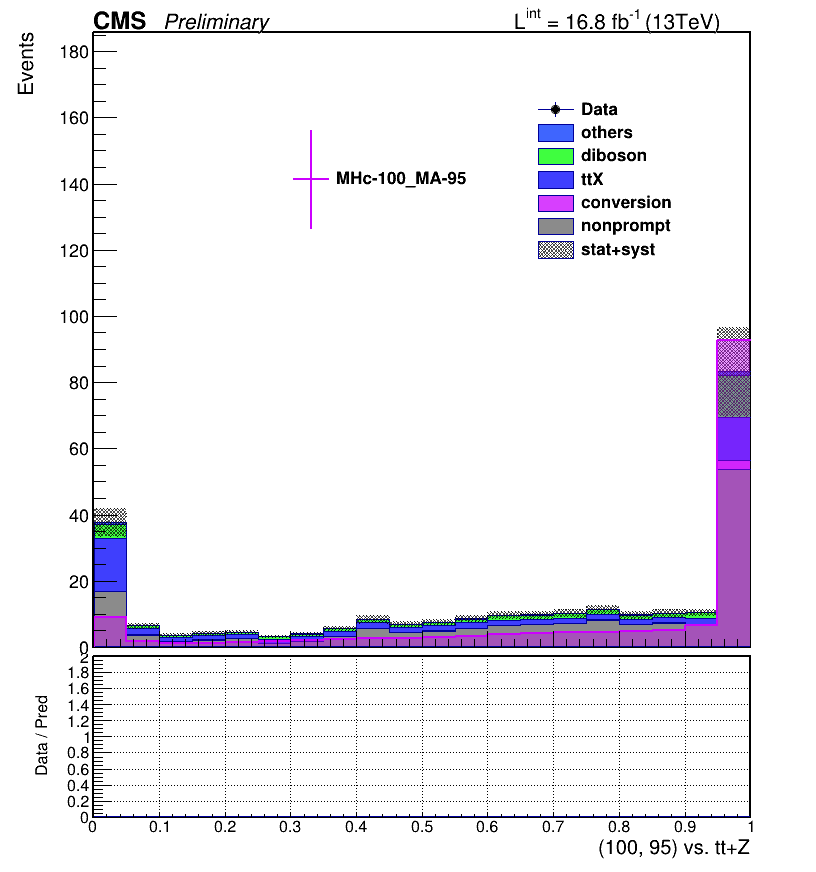 CMS Preliminary L^int = 16.8 fb^-1 (13TeV)
Events
180
160
140
120
100
80
60
40
20
0
MHc-100_MA-95
Data
others
diboson
ttX
conversion
nonprompt
stat+syst
Data / Pred
2
1.8
1.6
1.4
1.2
1
0.8
0.6
0.4
0.2
0
0 0.1 0.2 0.3 0.4 0.5 0.6 0.7 0.8 0.9 1
(100, 95) vs. tt+Z